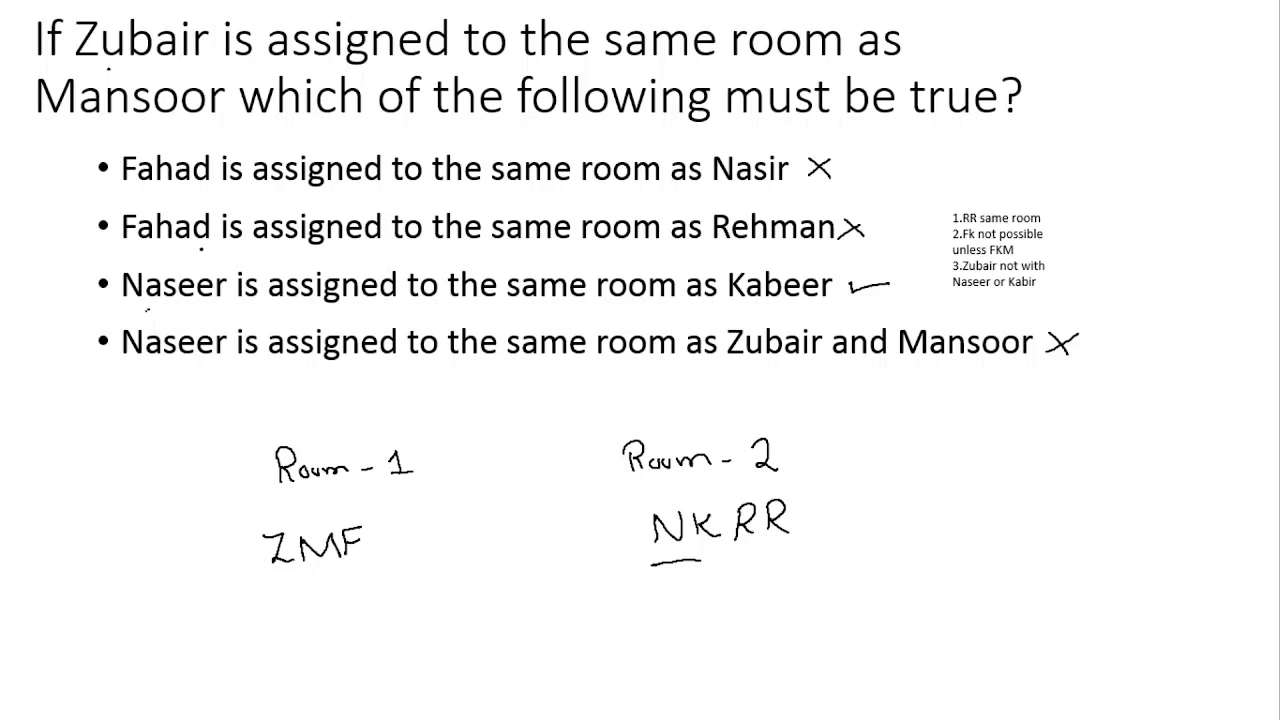 If Zubair is assigned to the same room as
Mansoor which of the following must be true?
• Fahad is assigned to the same room as Nasir ×
• Fahad is assigned to the same room as Rehman ×
• Naseer is assigned to the same room as Kabeer ✓
• Naseer is assigned to the same room as Zubair and Mansoor ×
1.RR same room
2.Fk not possible
unless FKM
3.Zubair not with
Naseer or Kabir
Room - 1
Room - 2
ZMF
NKRR